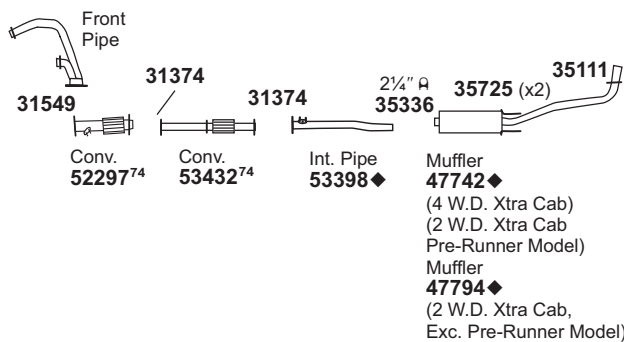 Front
Pipe
31549
31374
31374
2¼″
35336
35725 (x2)
35111
Conv.
52297⁷⁴
Conv.
53432⁷⁴
Int. Pipe
53398◆
Muffler
47742◆
(4 W.D. Xtra Cab)
(2 W.D. Xtra Cab
Pre-Runner Model)
Muffler
47794◆
(2 W.D. Xtra Cab,
Exc. Pre-Runner Model)